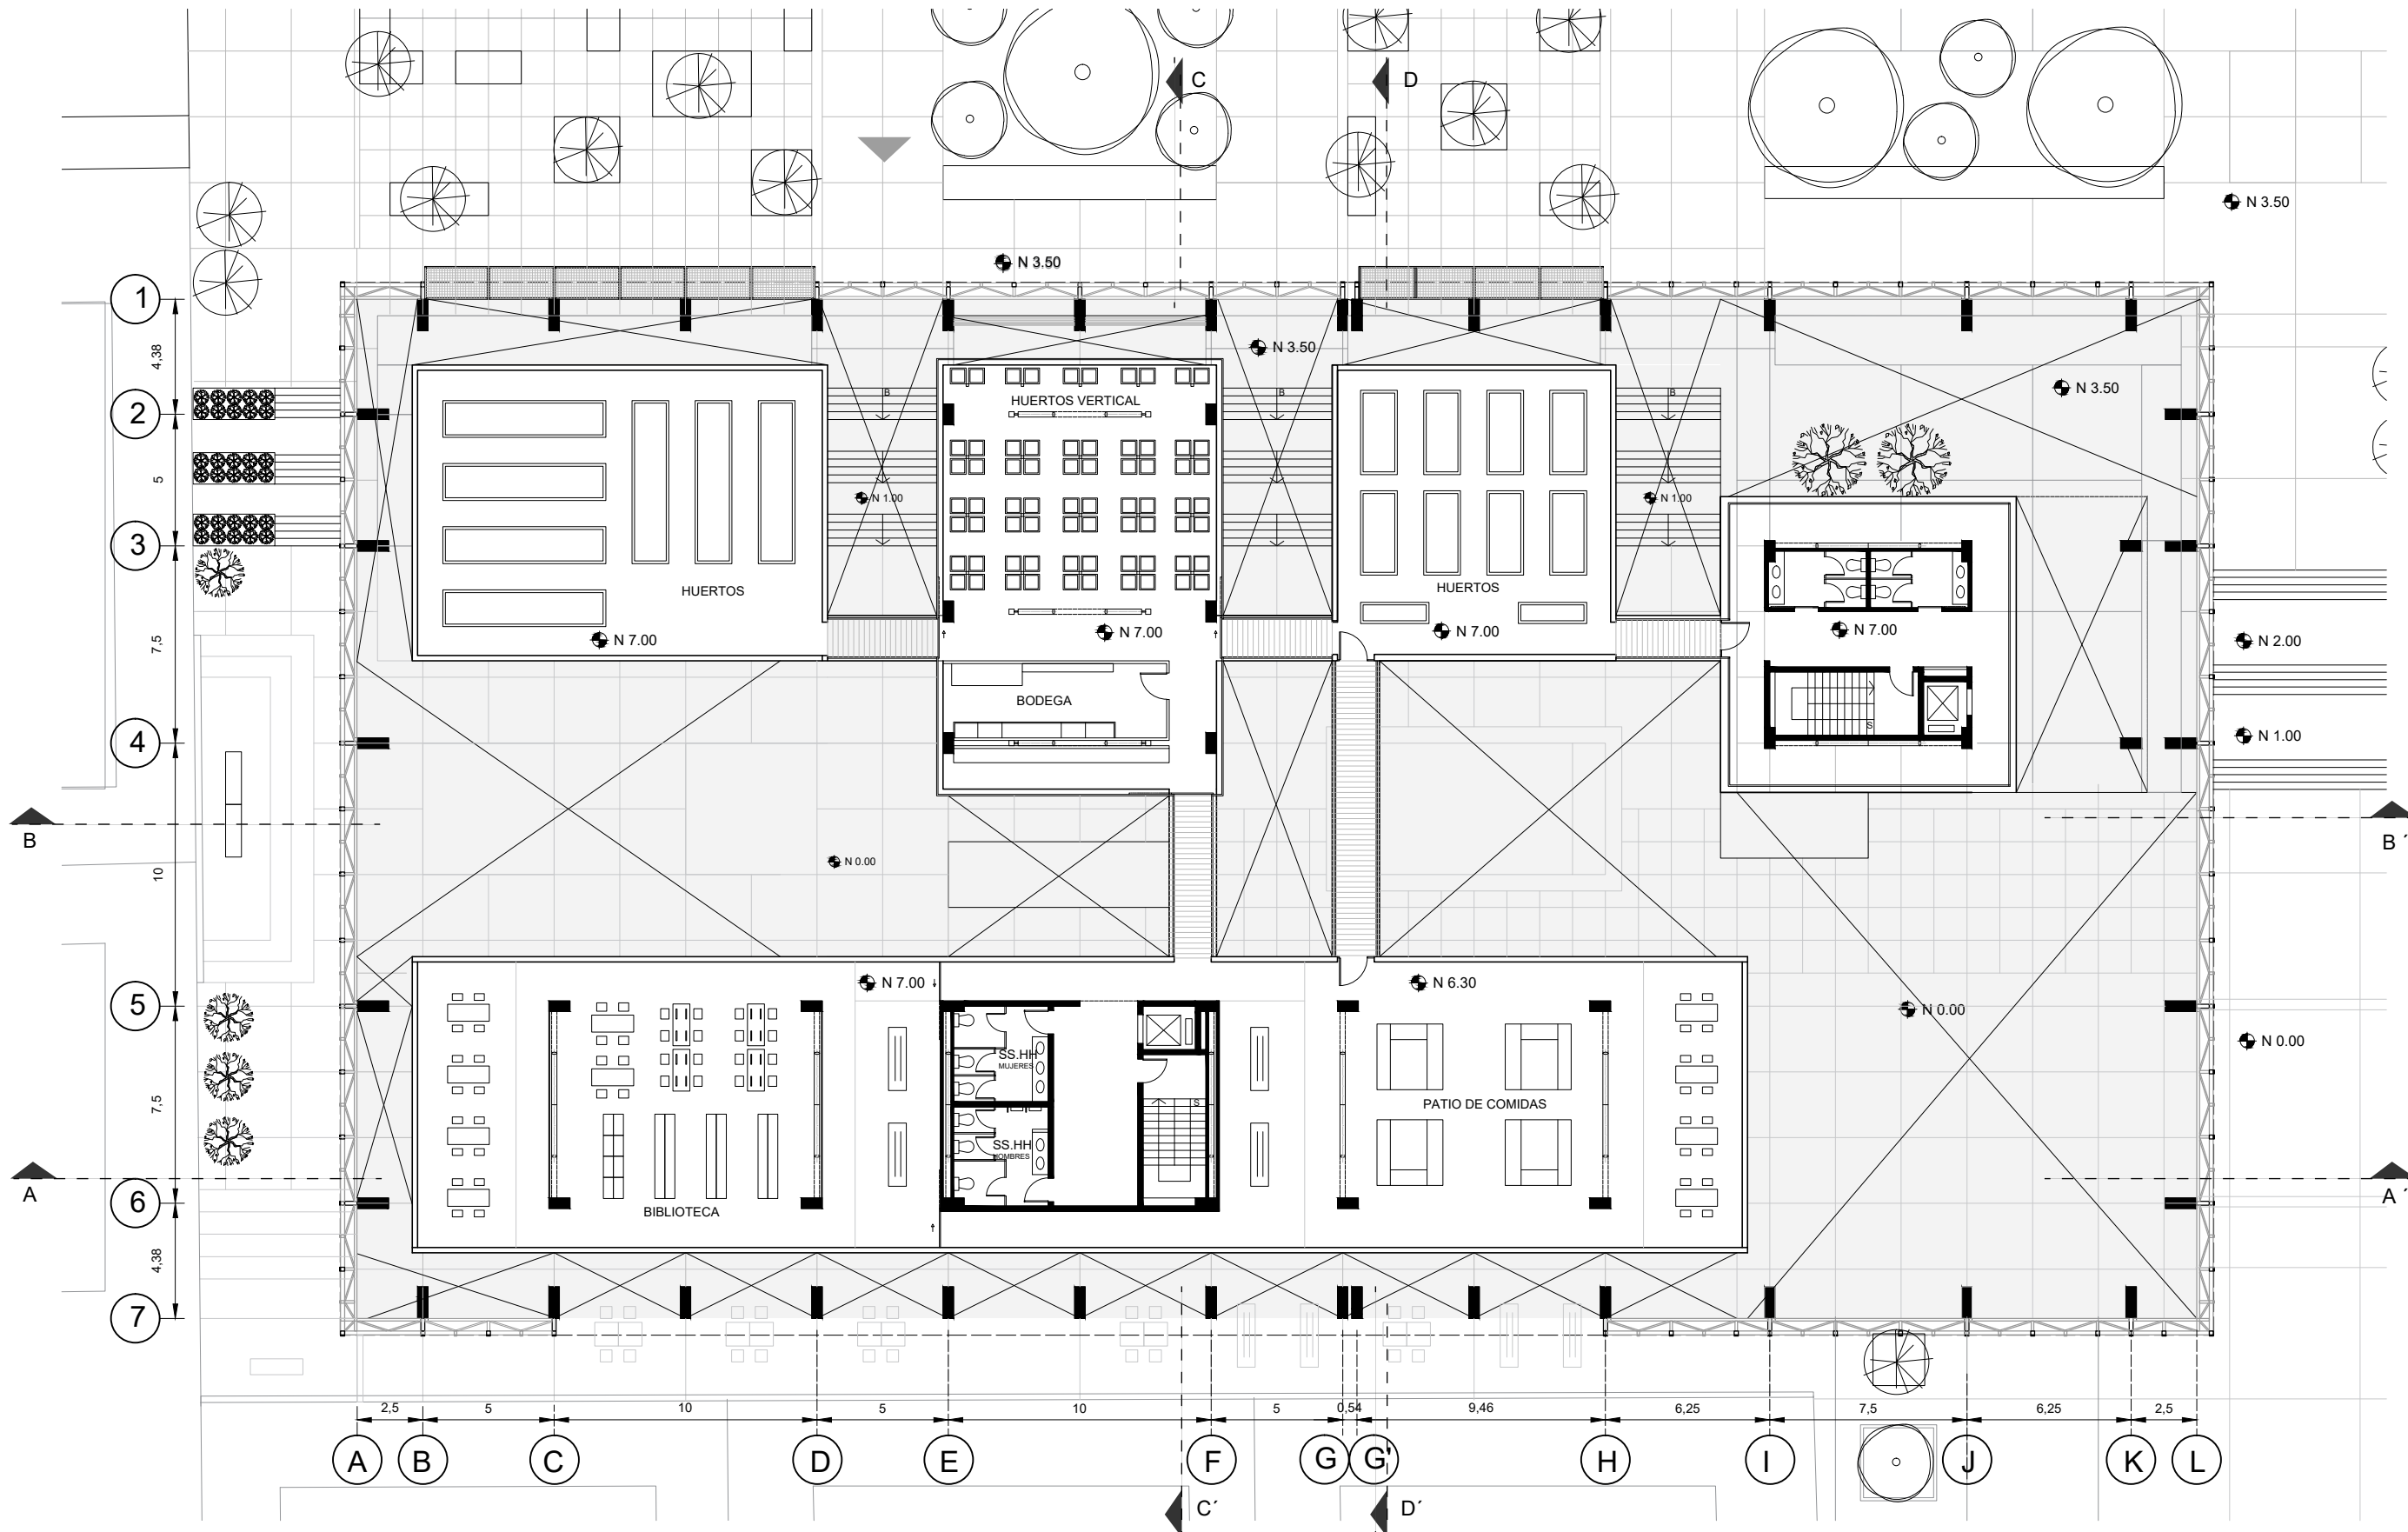 C
D
N 3.50
N 3.50
1
N 3.50
4,38
N 3.50
B
B
HUERTOS VERTICAL
2
5
N 1.00
N 1.00
3
HUERTOS
HUERTOS
N 7.00
N 7.00
N 7.00
N 7.00
N 2.00
7,5
BODEGA
S
N 1.00
4
B
B´
N 0.00
10
N 7.00
N 6.30
5
N 0.00
N 0.00
SS.HH
MUJERES
7,5
S
PATIO DE COMIDAS
SS.HH
HOMBRES
A
A´
6
BIBLIOTECA
4,38
7
2,5
5
10
5
10
5
0,54
9,46
6,25
7,5
6,25
2,5
A
B
C
D
E
F
G
G'
H
I
J
K
L
C´
D´